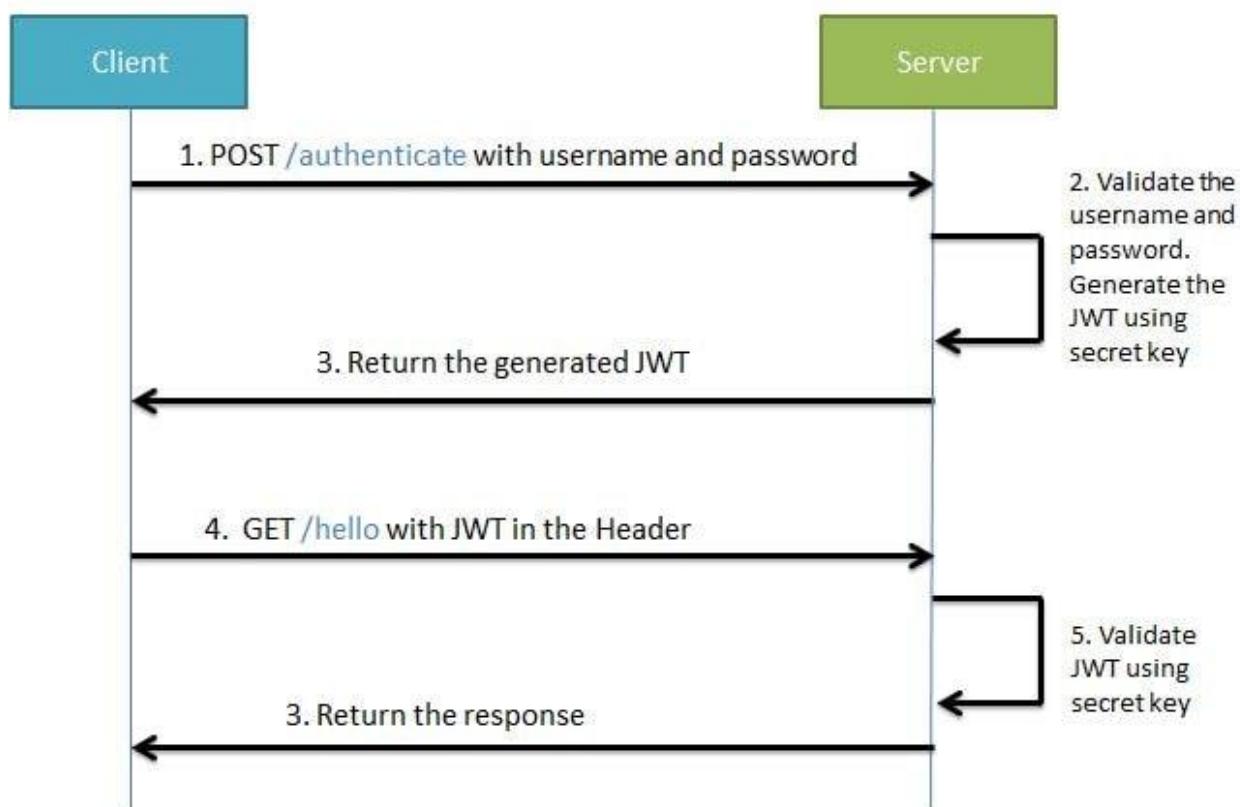 Client
Server
1. POST /authenticate with username and password
2. Validate the
username and
password.
Generate the
JWT using
secret key
3. Return the generated JWT
4. GET /hello with JWT in the Header
5. Validate
JWT using
secret key
3. Return the response